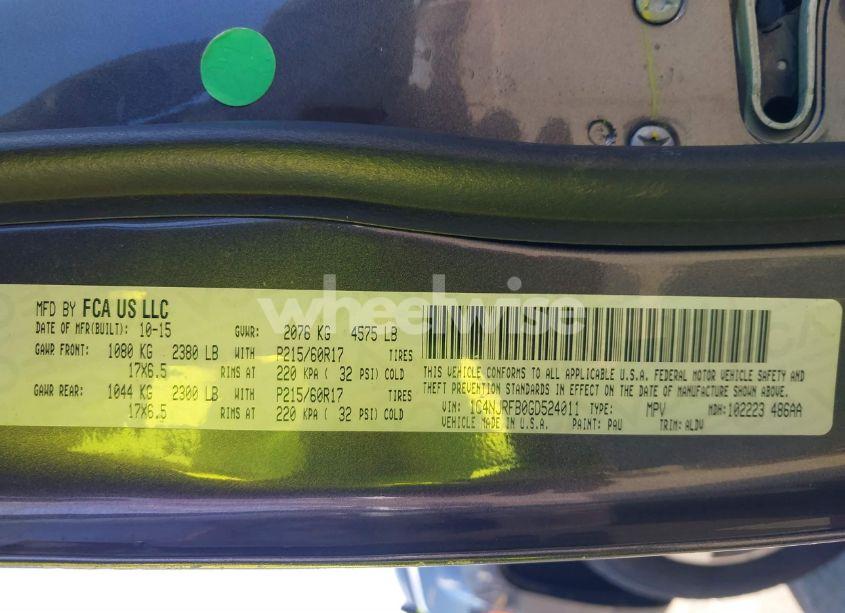 MFD BY FCA US LLC
DATE OF MFR(BUILT): 10-15 GVWR: 2076 KG 4575 LB
GAWR FRONT: 1080 KG 2380 LB WITH P215/60R17 TIRES
17X6.5 RIMS AT 220 KPA ( 32 PSI) COLD
GAWR REAR: 1044 KG 2300 LB WITH P215/60R17 TIRES
17X6.5 RIMS AT 220 KPA ( 32 PSI) COLD
THIS VEHICLE CONFORMS TO ALL APPLICABLE U.S.A. FEDERAL MOTOR VEHICLE SAFETY AND
THEFT PREVENTION STANDARDS IN EFFECT ON THE DATE OF MANUFACTURE SHOWN ABOVE.
VIN: 1C4NJRFB0GD524011 TYPE: MPV MDH:102223 486AA
VEHICLE MADE IN U.S.A. PAINT: PAU TRIM: ALDV
wheelwise